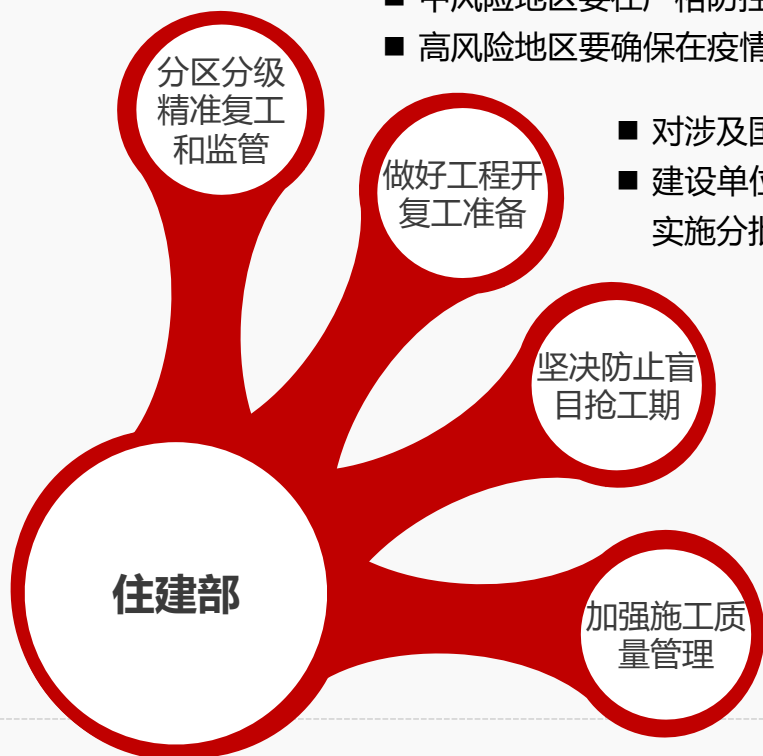 ■ 高风险地区要确保在疫情
分区分级
精准复工
和监管
■ 对涉及国
■ 建设单位
实施分批
做好工程开
复工准备
坚决防止盲
目抢工期
住建部
加强施工质
量管理